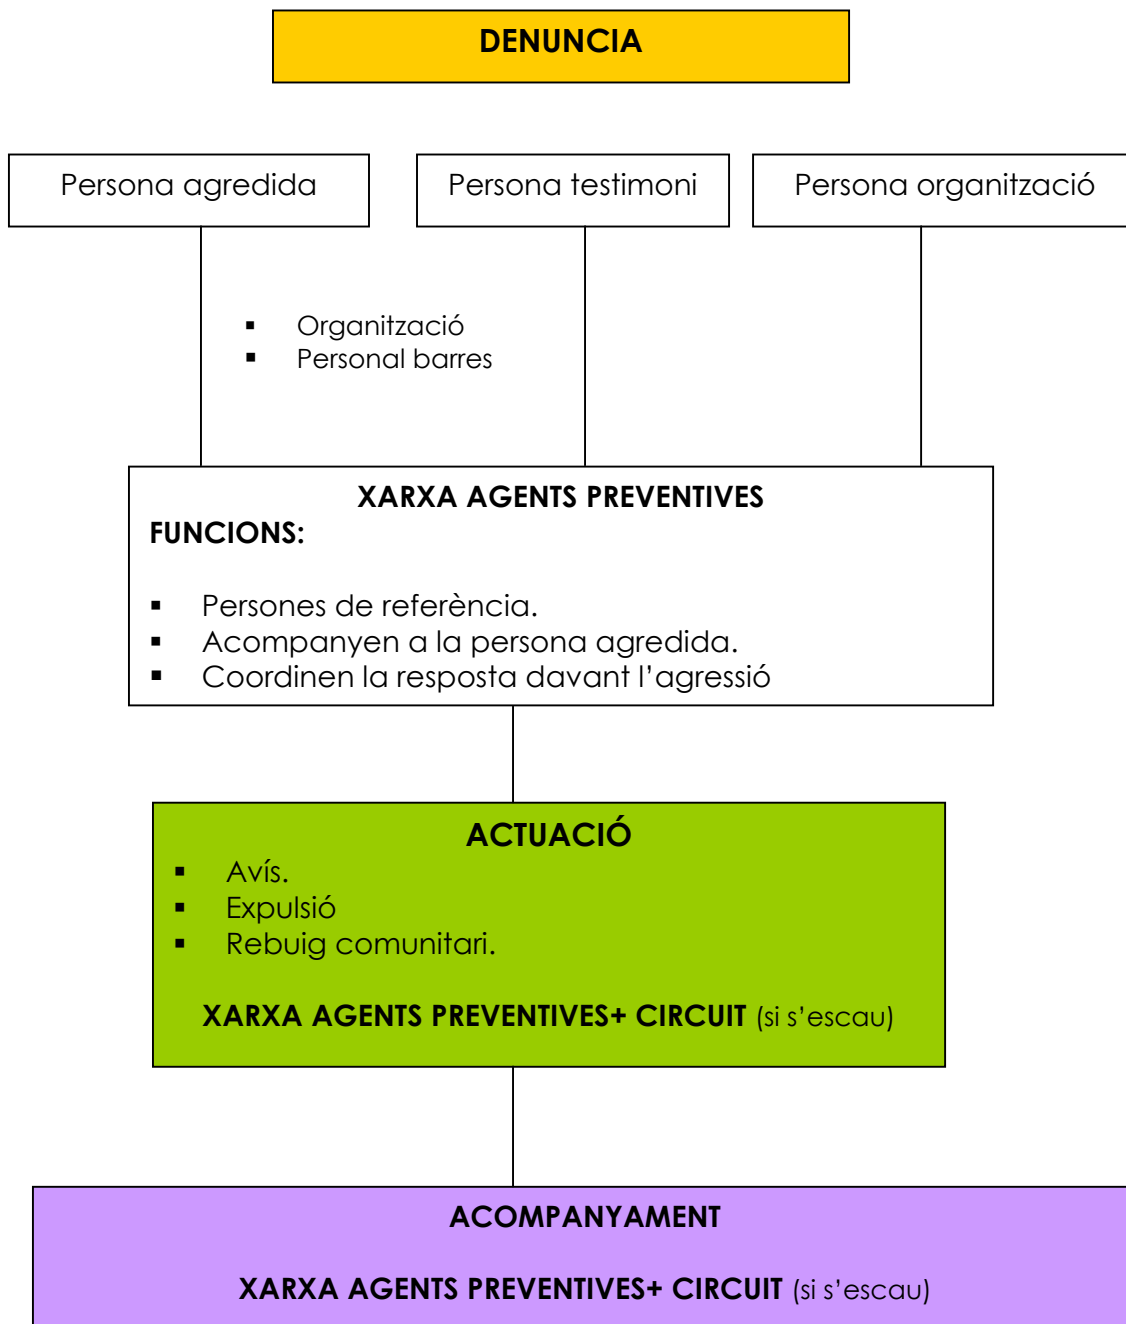 DENUNCIA
Persona agredida
Persona testimoni
Persona organització
▪ Organització
▪ Personal barres
XARXA AGENTS PREVENTIVES
FUNCIONS:
▪ Persones de referència.
▪ Acompanyen a la persona agredida.
▪ Coordinen la resposta davant l’agressió
ACTUACIÓ
▪ Avís.
▪ Expulsió
▪ Rebuig comunitari.
XARXA AGENTS PREVENTIVES+ CIRCUIT (si s’escau)
ACOMPANYAMENT
XARXA AGENTS PREVENTIVES+ CIRCUIT (si s’escau)